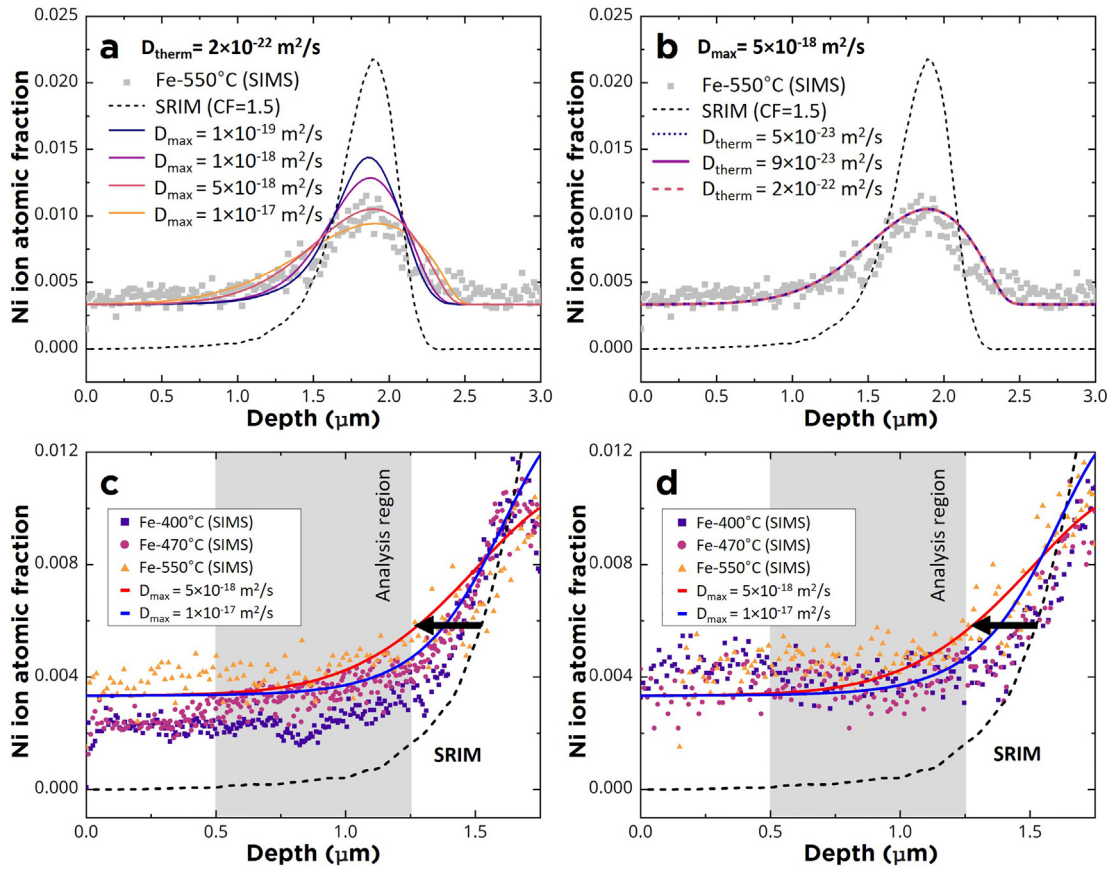 a
D_therm = 2×10⁻²² m²/s
Fe-550°C (SIMS)
SRIM (CF=1.5)
D_max = 1×10⁻¹⁹ m²/s
D_max = 1×10⁻¹⁸ m²/s
D_max = 5×10⁻¹⁸ m²/s
D_max = 1×10⁻¹⁷ m²/s
Ni ion atomic fraction
0.025
0.020
0.015
0.010
0.005
0.000
0.0 0.5 1.0 1.5 2.0 2.5 3.0
Depth (μm)
b
D_max = 5×10⁻¹⁸ m²/s
Fe-550°C (SIMS)
SRIM (CF=1.5)
D_therm = 5×10⁻²³ m²/s
D_therm = 9×10⁻²³ m²/s
D_therm = 2×10⁻²² m²/s
Ni ion atomic fraction
0.025
0.020
0.015
0.010
0.005
0.000
0.0 0.5 1.0 1.5 2.0 2.5 3.0
Depth (μm)
c
Fe-400°C (SIMS)
Fe-470°C (SIMS)
Fe-550°C (SIMS)
D_max = 5×10⁻¹⁸ m²/s
D_max = 1×10⁻¹⁷ m²/s
Analysis region
SRIM
Ni ion atomic fraction
0.012
0.008
0.004
0.000
0.0 0.5 1.0 1.5
Depth (μm)
d
Fe-400°C (SIMS)
Fe-470°C (SIMS)
Fe-550°C (SIMS)
D_max = 5×10⁻¹⁸ m²/s
D_max = 1×10⁻¹⁷ m²/s
Analysis region
SRIM
Ni ion atomic fraction
0.012
0.008
0.004
0.000
0.0 0.5 1.0 1.5
Depth (μm)